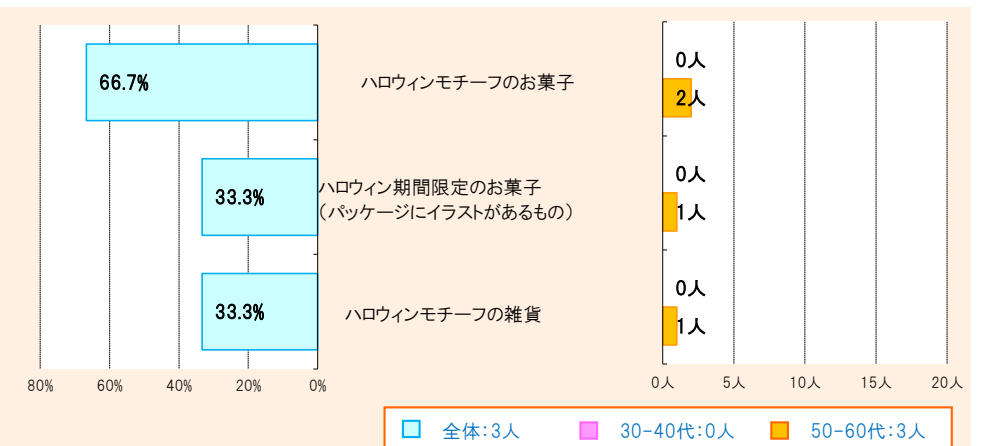 66.7%
ハロウィンモチーフのお菓子
0人
2人
33.3%
ハロウィン期間限定のお菓子
(パッケージにイラストがあるもの)
0人
1人
33.3%
ハロウィンモチーフの雑貨
0人
1人
80% 60% 40% 20% 0%
0人 5人 10人 15人 20人
全体:3人 30-40代:0人 50-60代:3人